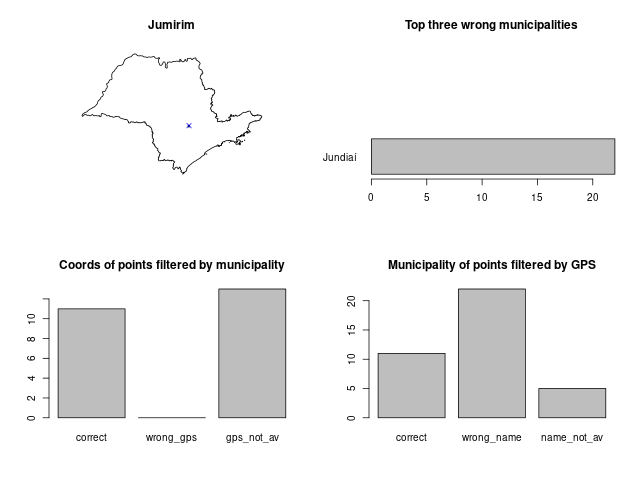 Jumirim
Top three wrong municipalities
Jundiaí
0 5 10 15 20
Coords of points filtered by municipality
0 2 4 6 8 10
correct wrong_gps gps_not_av
Municipality of points filtered by GPS
0 5 10 15 20
correct wrong_name name_not_av